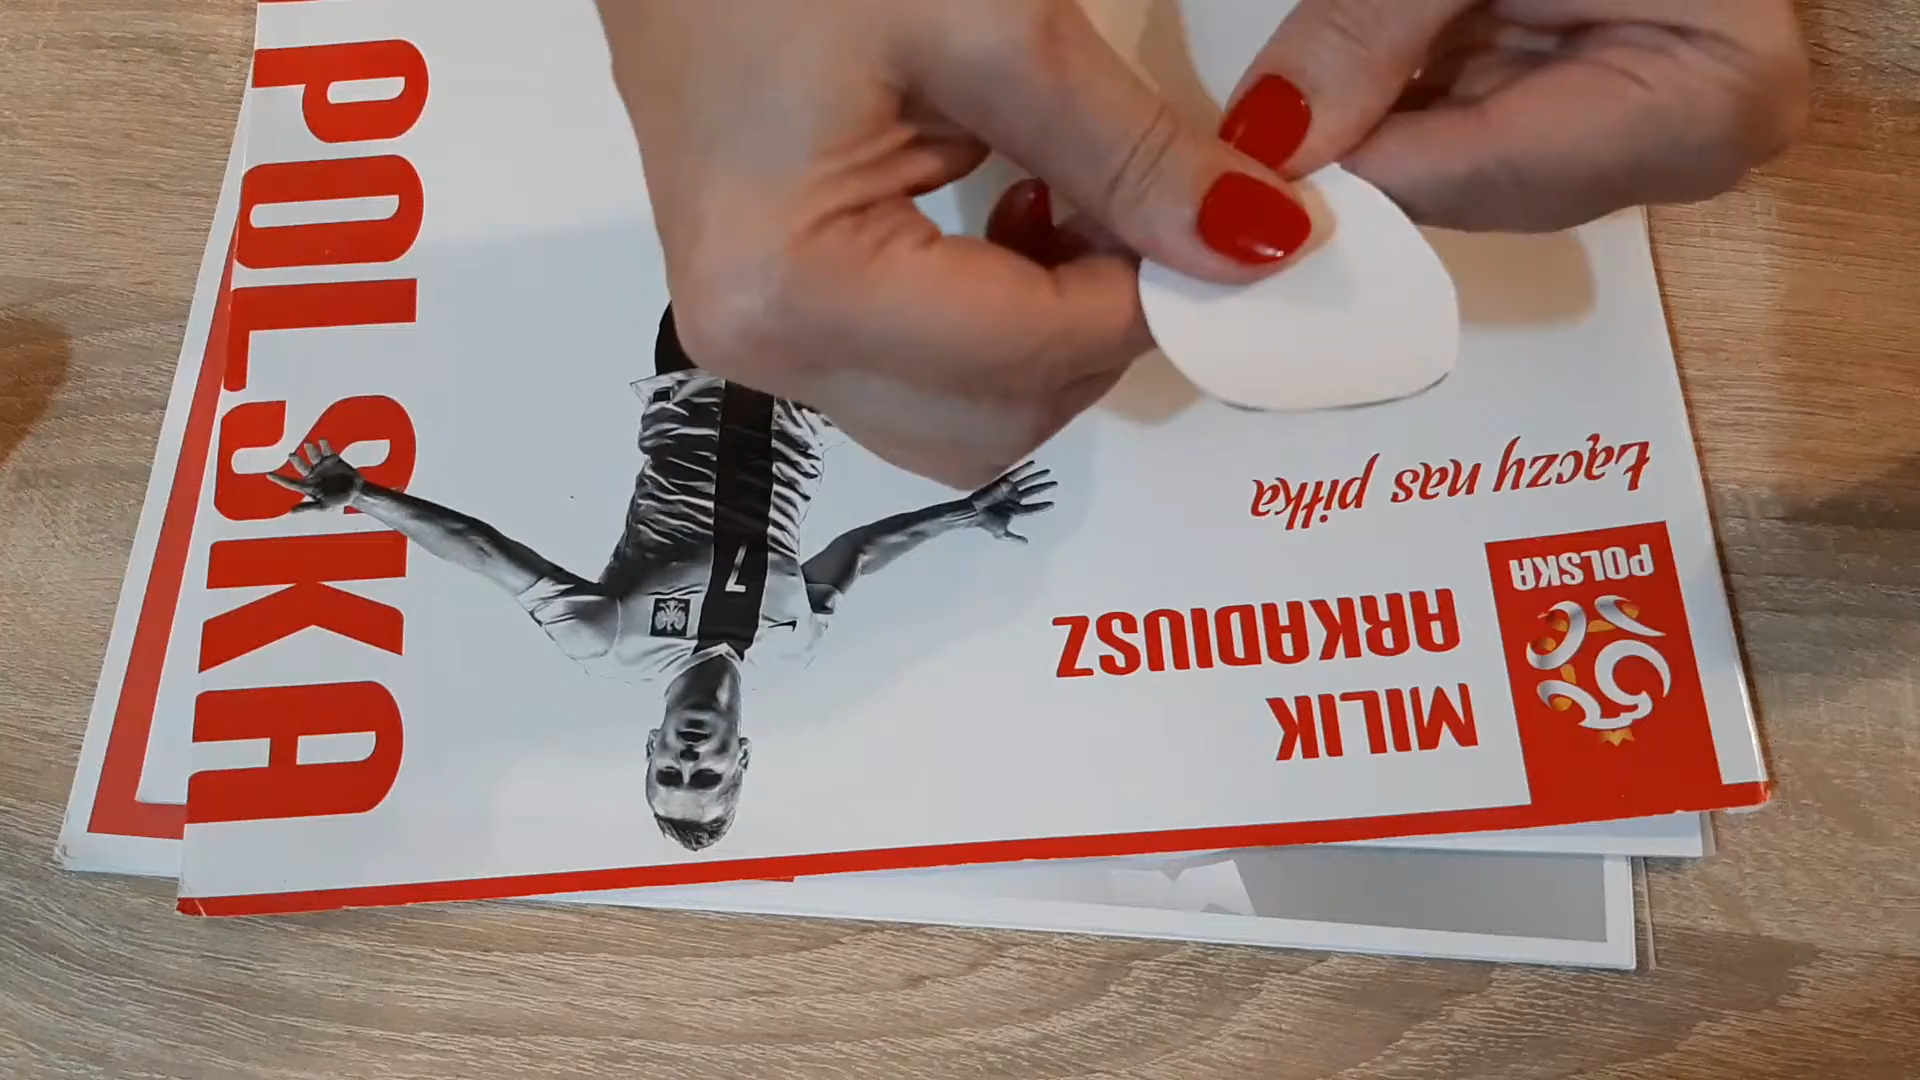 POLSKA
MILIK
ARKADIUSZ
POLSKA
Łączy nas piłka
7